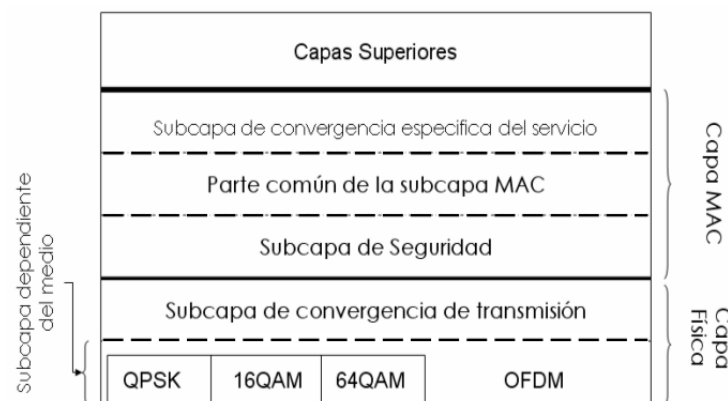 Capas Superiores
Subcapa de convergencia especifica del servicio
Parte común de la subcapa MAC
Subcapa de Seguridad
Capa MAC
Subcapa de convergencia de transmisión
Capa
Física
Subcapa dependiente
del medio
QPSK
16QAM
64QAM
OFDM